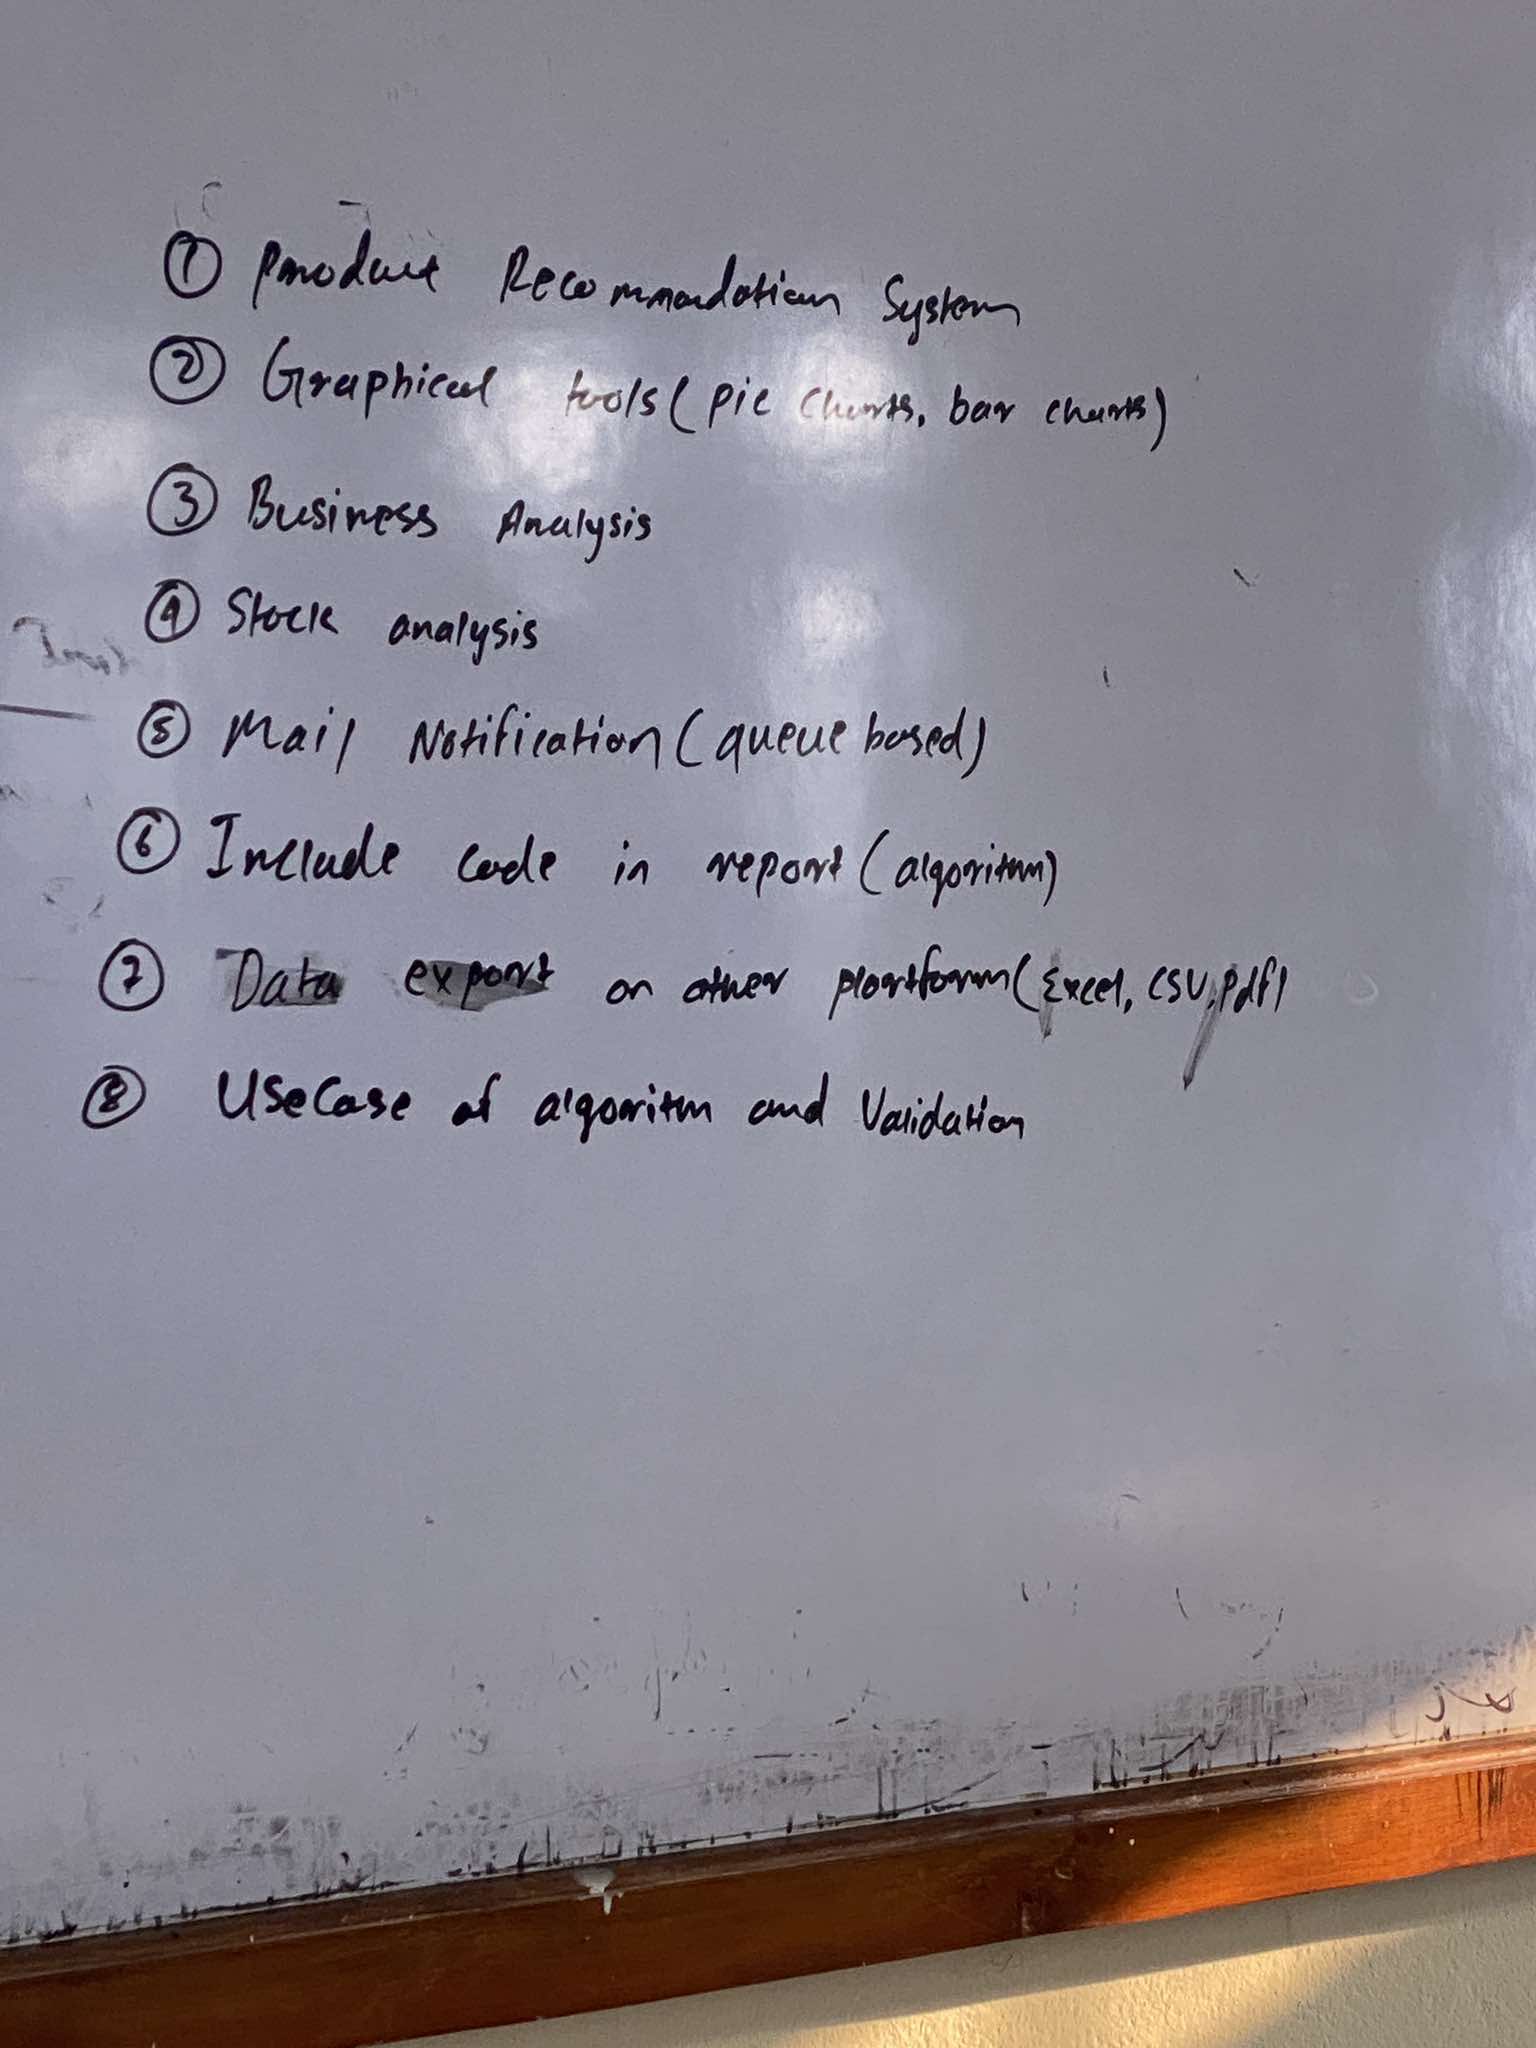 ① Product Recommandation System
② Graphical tools (pie charts, bar charts)
③ Business Analysis
④ Stock analysis
⑤ Mail Notification (queue based)
⑥ Include code in report (algoritm)
⑦ Data export on other plartform (Excel, CSV, Pdf)
⑧ UseCase of algoritm and Validation